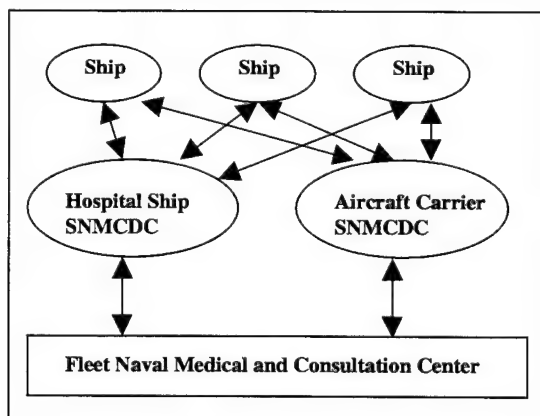 Ship
Ship
Ship
Hospital Ship
SNMCDC
Aircraft Carrier
SNMCDC
Fleet Naval Medical and Consultation Center